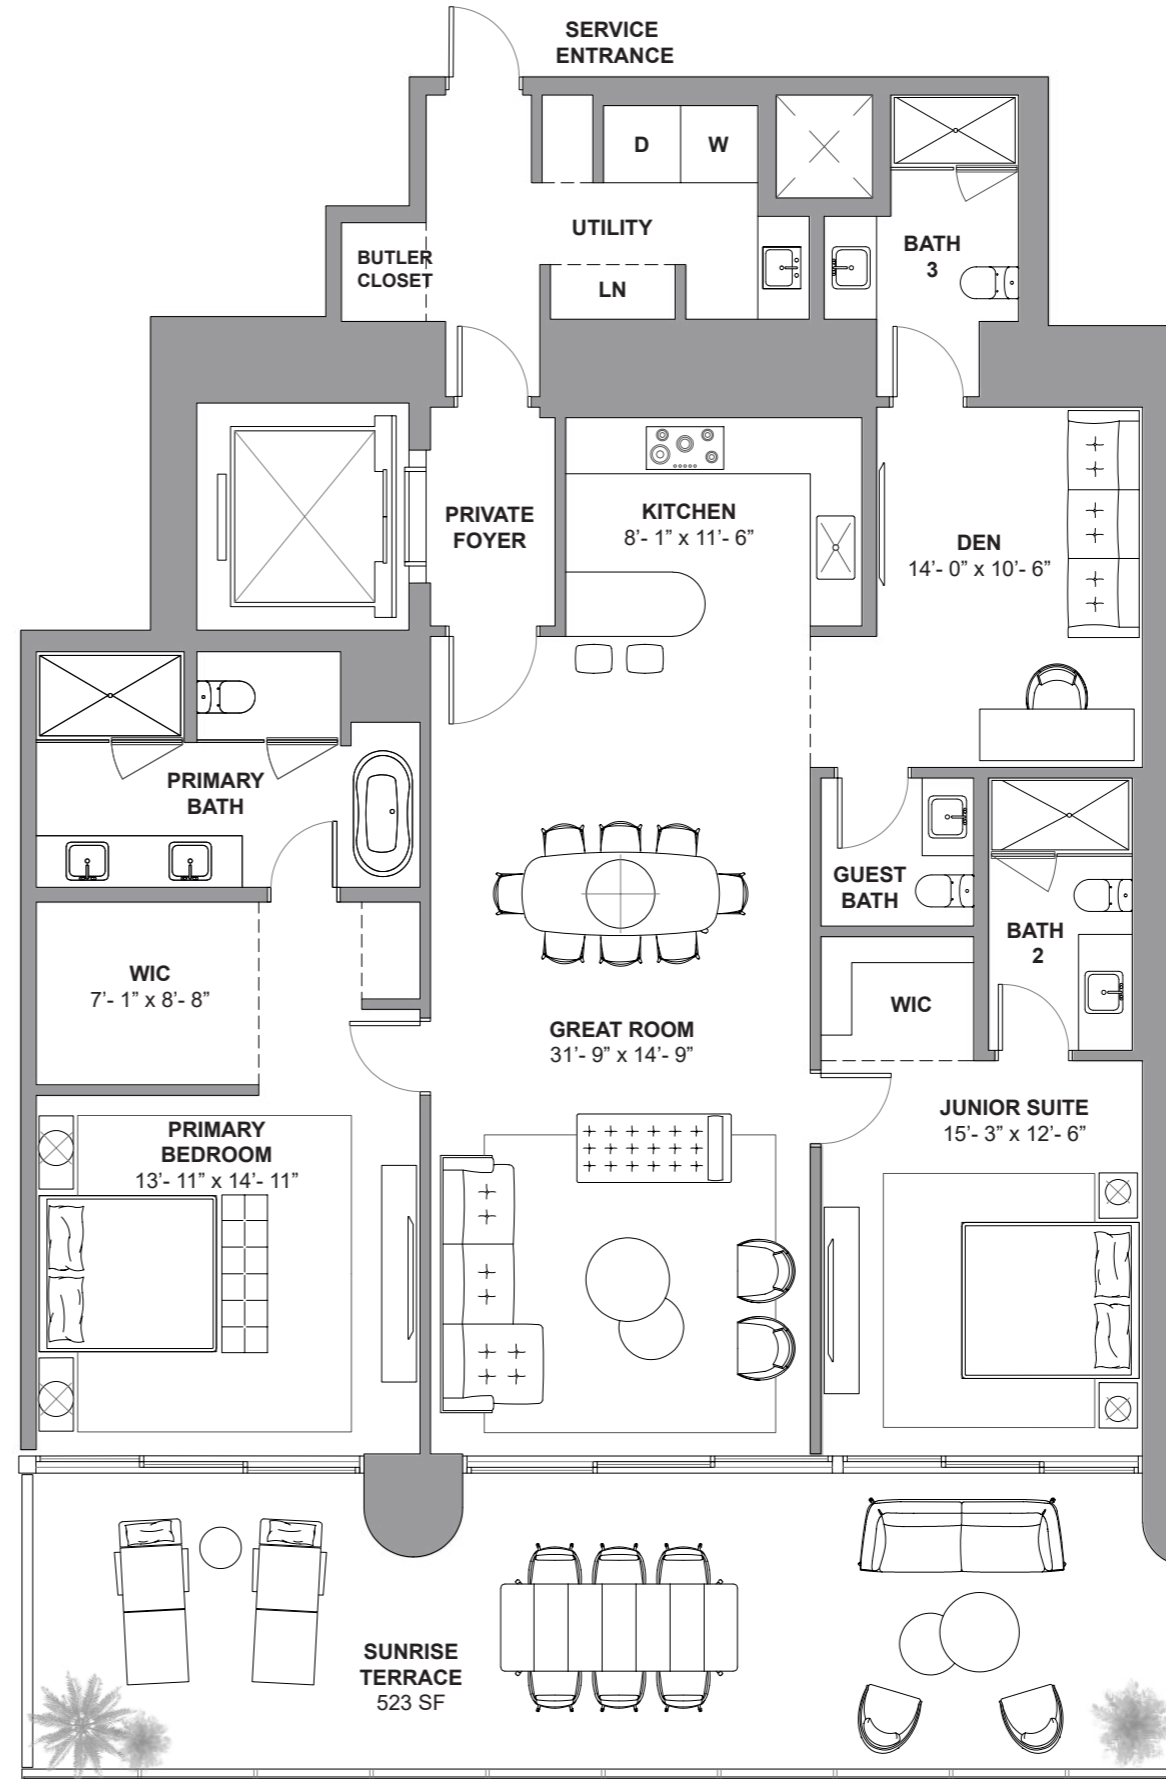 SERVICE
ENTRANCE
D
W
UTILITY
BUTLER
CLOSET
LN
BATH
3
PRIVATE
FOYER
KITCHEN
8’- 1” x 11’- 6”
DEN
14’- 0” x 10’- 6”
PRIMARY
BATH
GUEST
BATH
BATH
2
WIC
7’- 1” x 8’- 8”
WIC
GREAT ROOM
31’- 9” x 14’- 9”
JUNIOR SUITE
15’- 3” x 12’- 6”
PRIMARY
BEDROOM
13’- 11” x 14’- 11”
SUNRISE
TERRACE
523 SF